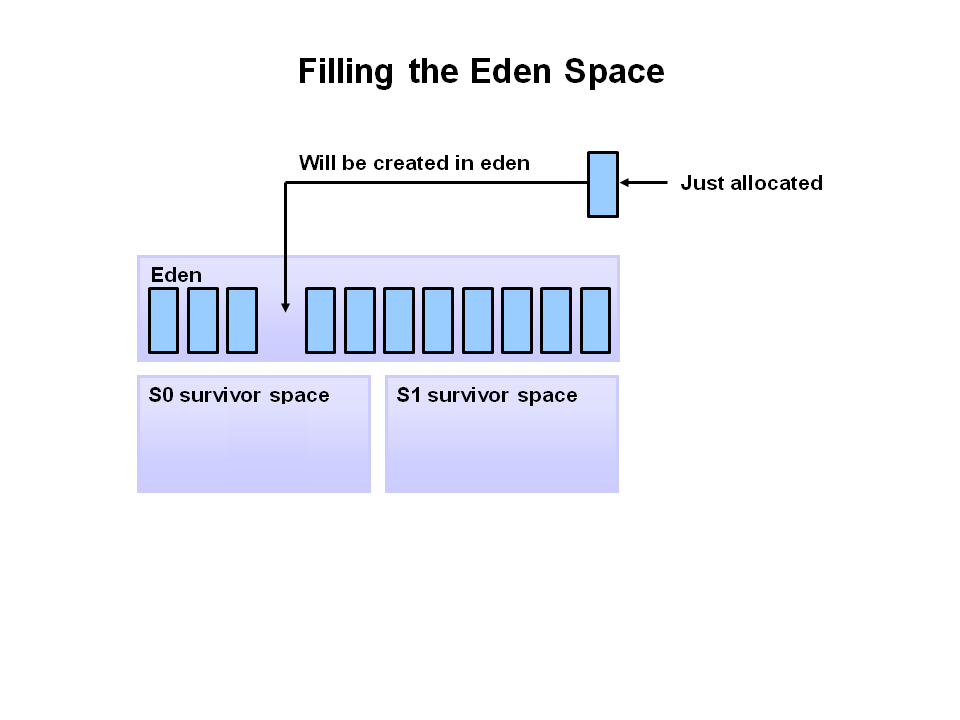 Filling the Eden Space
Will be created in eden
Just allocated
Eden
S0 survivor space
S1 survivor space